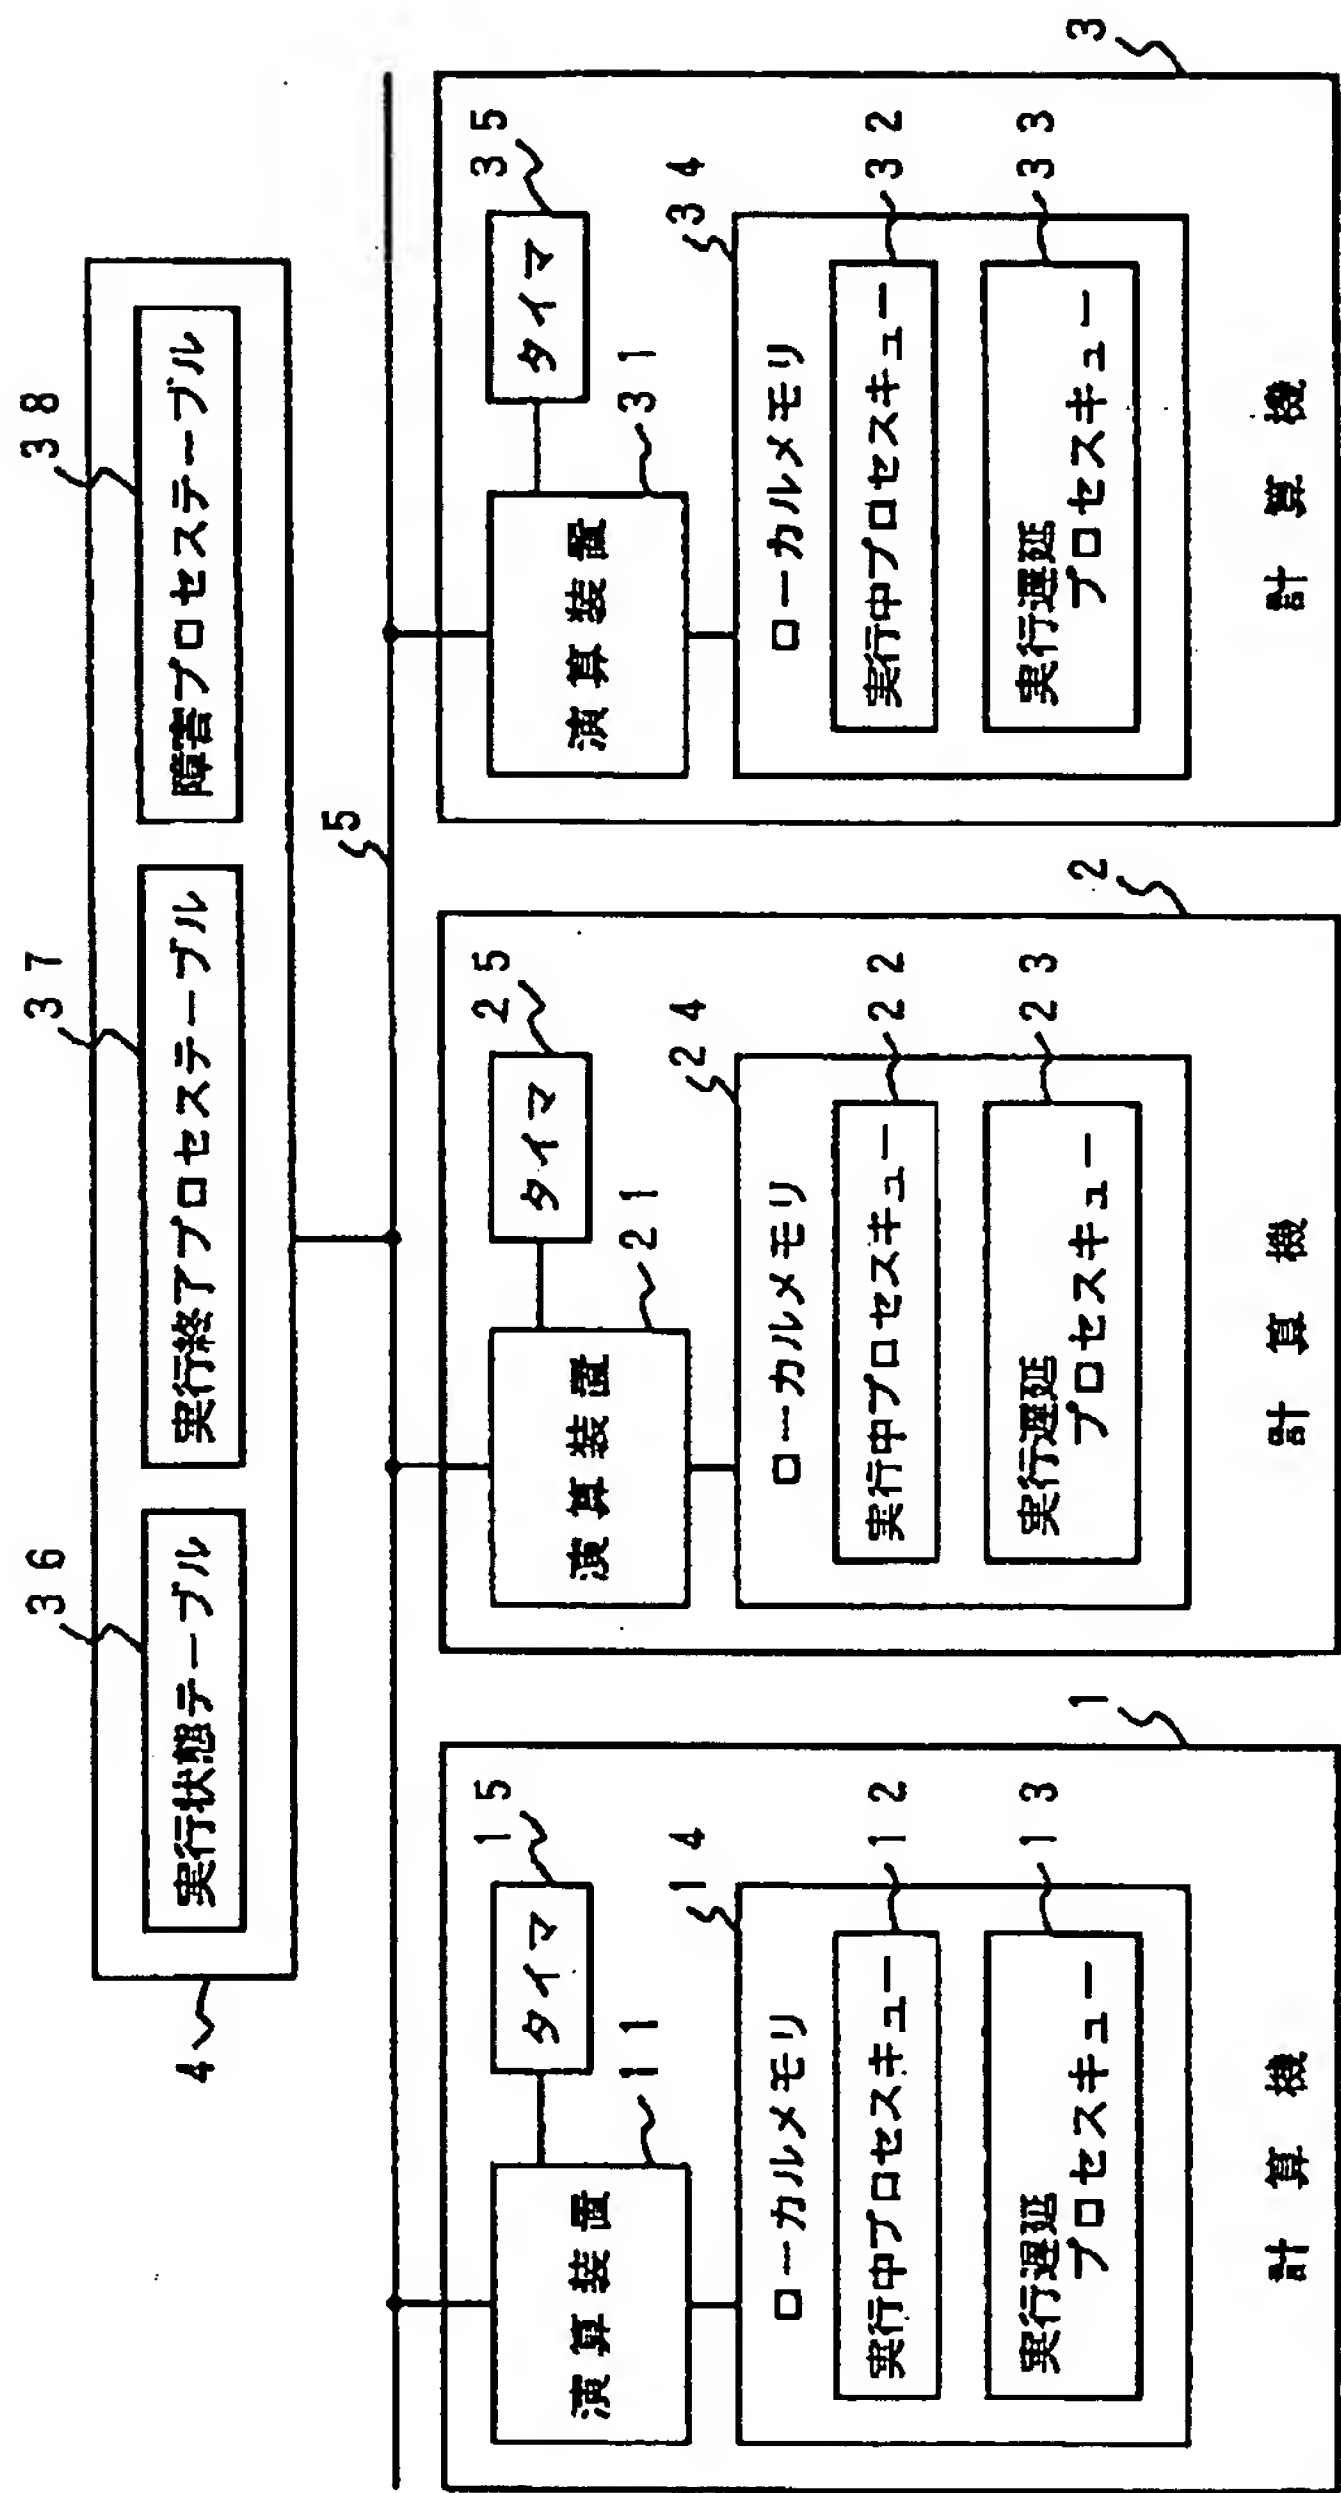 36
37
38
実行状態テーブル
実行終了プロセステーブル
障害プロセステーブル
4
5
15
タイマ
演算装置
11
14
ローカルメモリ
実行中プロセスキュー
12
実行遅延
プロセスキュー
13
計算機
1
25
タイマ
演算装置
21
24
ローカルメモリ
実行中プロセスキュー
22
実行遅延
プロセスキュー
23
計算機
2
35
タイマ
演算装置
31
34
ローカルメモリ
実行中プロセスキュー
32
実行遅延
プロセスキュー
33
計算機
3